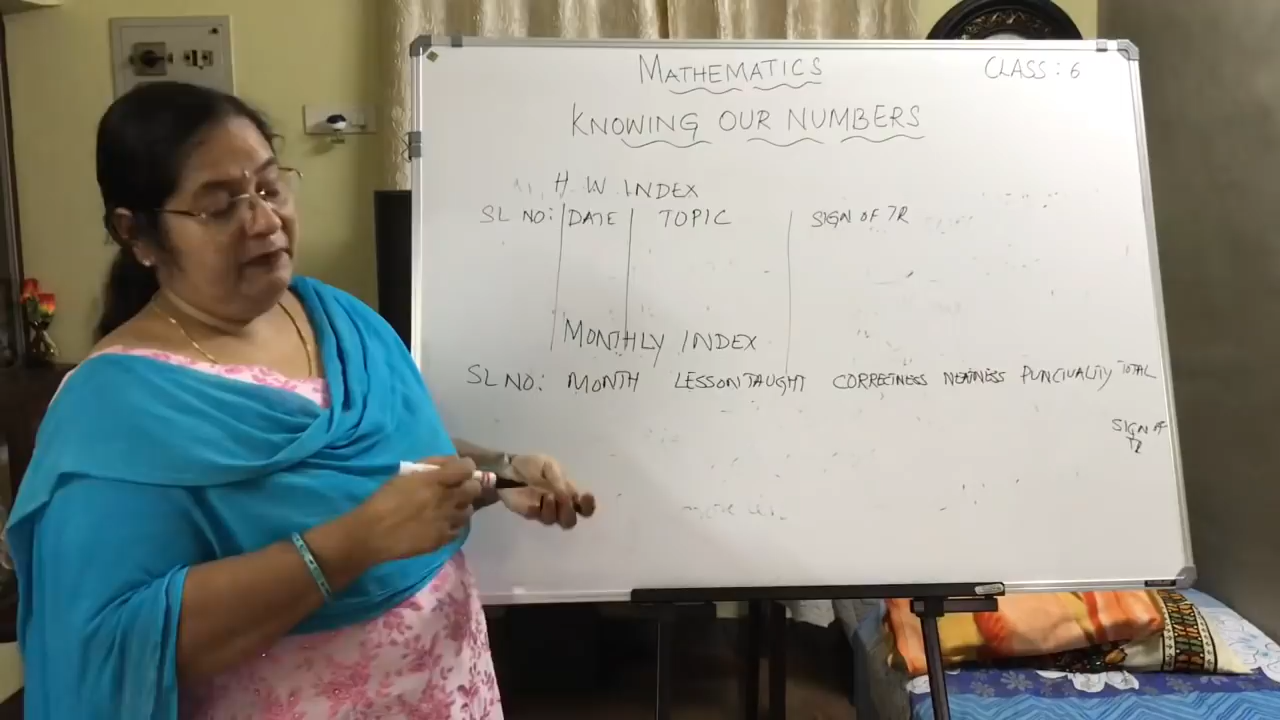 MATHEMATICS
CLASS : 6
KNOWING OUR NUMBERS
H W INDEX
SL NO: DATE TOPIC SIGN OF TR
MONTHLY INDEX
SL NO: MONTH LESSON TAUGHT CORRECTNESS NEATNESS PUNCTUALITY TOTAL
SIGN OF
TR